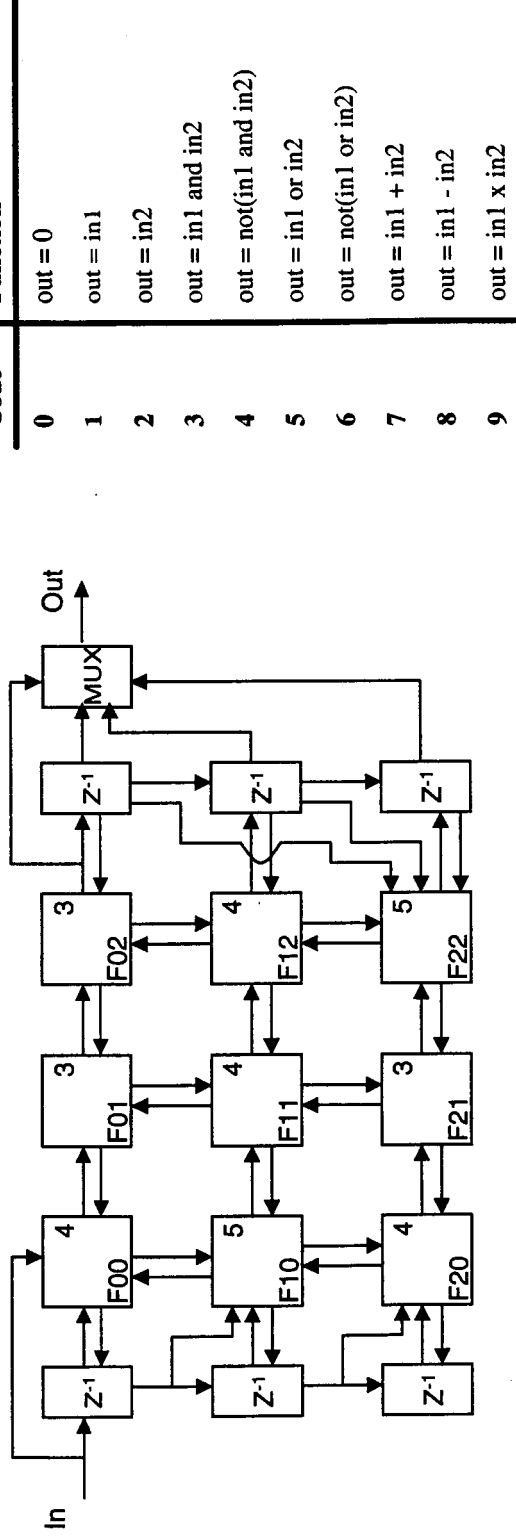 In
Z-1
Z-1
Z-1
4
F00
3
F01
3
F02
5
F10
4
F11
4
F12
4
F20
3
F21
5
F22
Z-1
Z-1
Z-1
MUX
Out
0 out = 0
1 out = in1
2 out = in2
3 out = in1 and in2
4 out = not(in1 and in2)
5 out = in1 or in2
6 out = not(in1 or in2)
7 out = in1 + in2
8 out = in1 - in2
9 out = in1 x in2